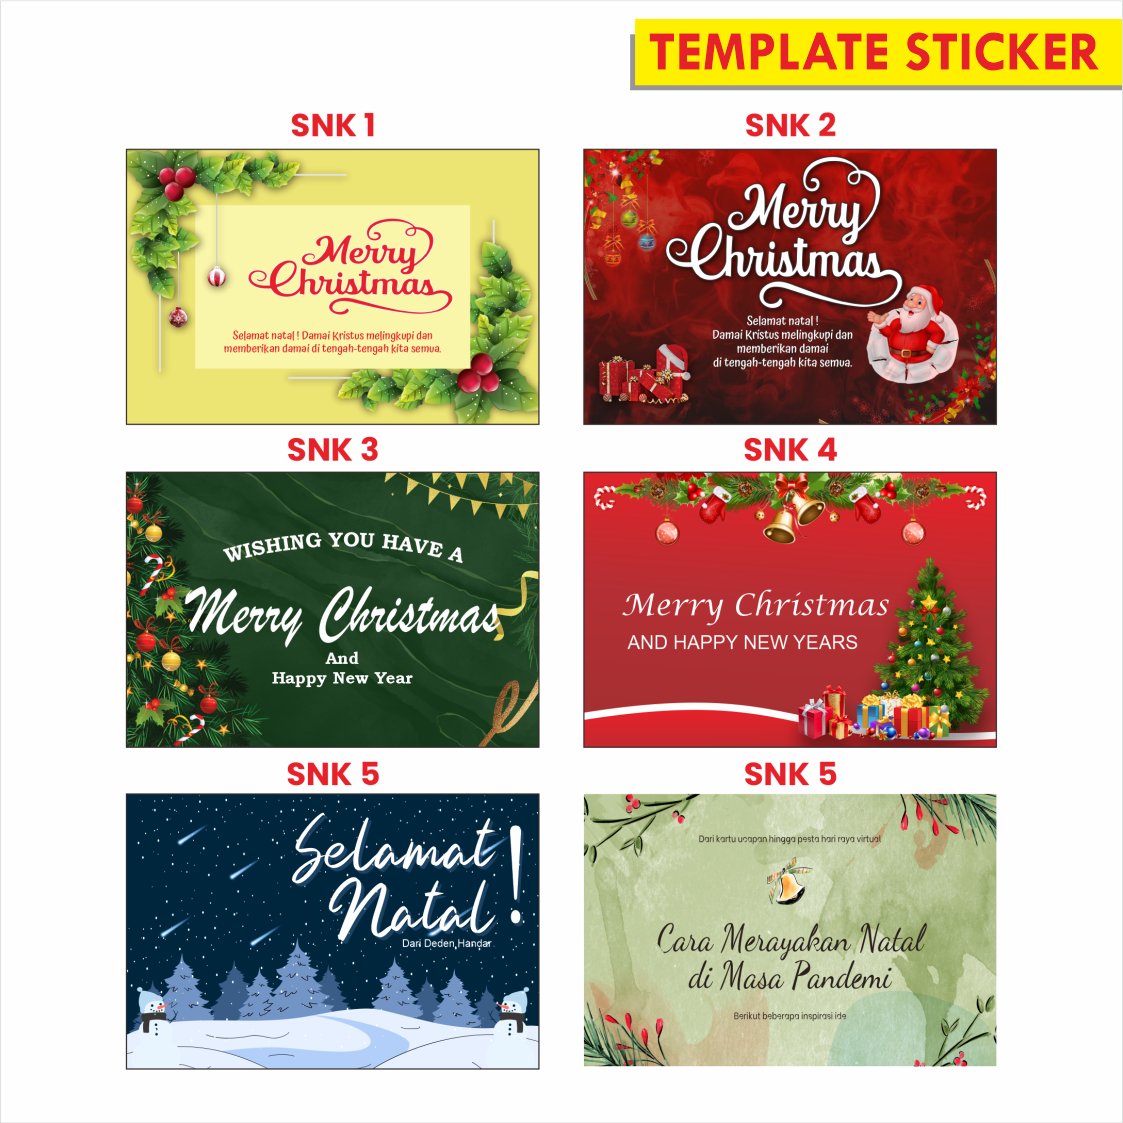 TEMPLATE STICKER
SNK 1
Merry
Christmas
Selamat natal ! Damai Kristus melingkupi dan
memberikan damai di tengah-tengah kita semua.
SNK 2
Merry
Christmas
Selamat natal !
Damai Kristus melingkupi dan
memberikan damai
di tengah-tengah kita semua.
SNK 3
WISHING YOU HAVE A
Merry Christmas
And
Happy New Year
SNK 4
Merry Christmas
AND HAPPY NEW YEARS
SNK 5
Selamat
Natal !
Dari Deden Handar
SNK 5
Dari kartu ucapan hingga pesta hari raya virtual
Cara Merayakan Natal
di Masa Pandemi
Berikut beberapa inspirasi ide